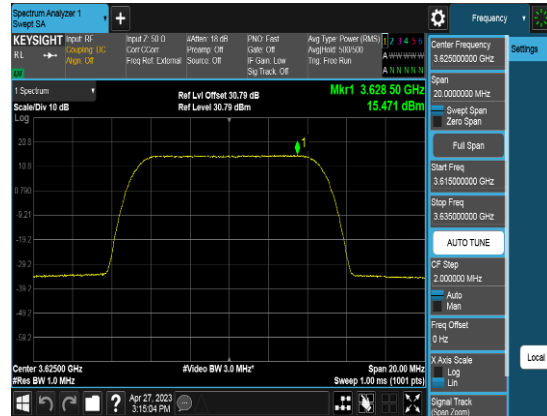 Spectrum Analyzer 1
Swept SA
+
Frequency
KEYSIGHT
Input: RF
Coupling: DC
Align: Off
Input Z: 50 Ω
Corr CCorr
Freq Ref: External
#Atten: 18 dB
Preamp: Off
Source: Off
PNO: Fast
Gate: Off
IF Gain: Low
Sig Track: Off
Avg Type: Power (RMS)
Avg|Hold: 500/500
Trig: Free Run
1 2 3 4 5 6
A W W W W W
A N N N N N
RL
1 Spectrum
Scale/Div 10 dB
Log
Ref Lvl Offset 30.79 dB
Ref Level 30.79 dBm
Mkr1 3.628 50 GHz
15.471 dBm
1
20.8
10.8
0.790
-9.21
-19.2
-29.2
-39.2
-49.2
-59.2
Center 3.62500 GHz
#Res BW 1.0 MHz
#Video BW 3.0 MHz*
Span 20.00 MHz
Sweep 1.00 ms (1001 pts)
Apr 27, 2023
3:15:04 PM
Center Frequency
3.625000000 GHz
Settings
Span
20.0000000 MHz
Swept Span
Zero Span
Full Span
Start Freq
3.615000000 GHz
Stop Freq
3.635000000 GHz
AUTO TUNE
CF Step
2.000000 MHz
Auto
Man
Freq Offset
0 Hz
X Axis Scale
Log
Lin
Local
Signal Track
(Span Zoom)